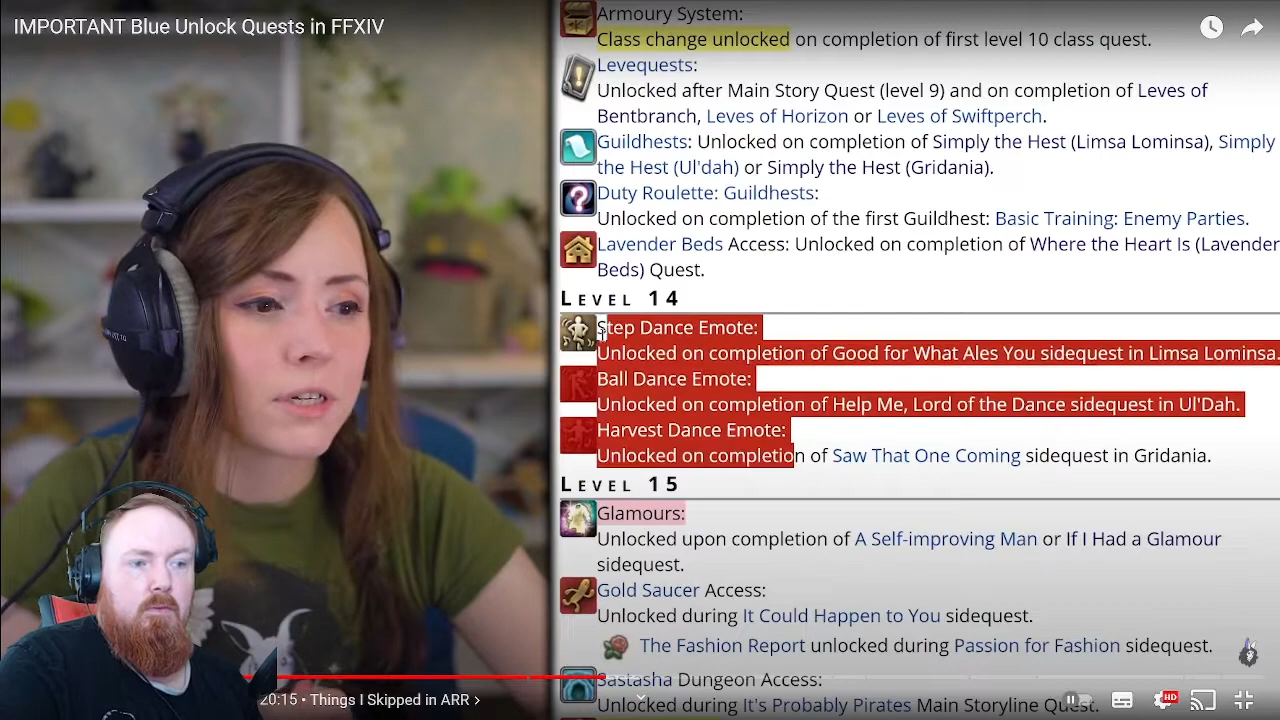 IMPORTANT Blue Unlock Quests in FFXIV
Armoury System:
Class change unlocked on completion of first level 10 class quest.
Levequests:
Unlocked after Main Story Quest (level 9) and on completion of Leves of
Bentbranch, Leves of Horizon or Leves of Swiftperch.
Guildhests: Unlocked on completion of Simply the Hest (Limsa Lominsa), Simply
the Hest (Ul'dah) or Simply the Hest (Gridania).
Duty Roulette: Guildhests:
Unlocked on completion of the first Guildhest: Basic Training: Enemy Parties.
Lavender Beds Access: Unlocked on completion of Where the Heart Is (Lavender
Beds) Quest.
LEVEL 14
Step Dance Emote:
Unlocked on completion of Good for What Ales You sidequest in Limsa Lominsa.
Ball Dance Emote:
Unlocked on completion of Help Me, Lord of the Dance sidequest in Ul'Dah.
Harvest Dance Emote:
Unlocked on completion of Saw That One Coming sidequest in Gridania.
LEVEL 15
Glamours:
Unlocked upon completion of A Self-improving Man or If I Had a Glamour
sidequest.
Gold Saucer Access:
Unlocked during It Could Happen to You sidequest.
The Fashion Report unlocked during Passion for Fashion sidequest.
Sastasha Dungeon Access:
Unlocked during It's Probably Pirates Main Storyline Quest.
20:15 • Things I Skipped in ARR >
HD